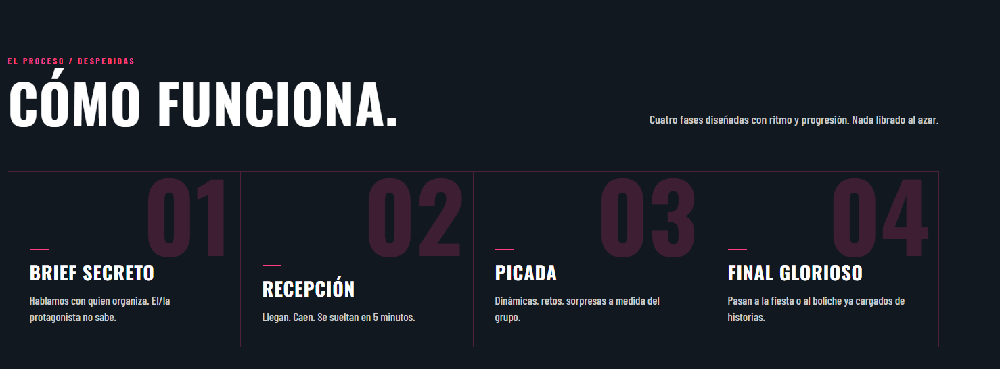 EL PROCESO / DESPEDIDAS
CÓMO FUNCIONA.
Cuatro fases diseñadas con ritmo y progresión. Nada librado al azar.
01
BRIEF SECRETO
Hablamos con quien organiza. El/la
protagonista no sabe.
02
RECEPCIÓN
Llegan. Caen. Se sueltan en 5 minutos.
03
PICADA
Dinámicas, retos, sorpresas a medida del
grupo.
04
FINAL GLORIOSO
Pasan a la fiesta o al boliche ya cargados de
historias.